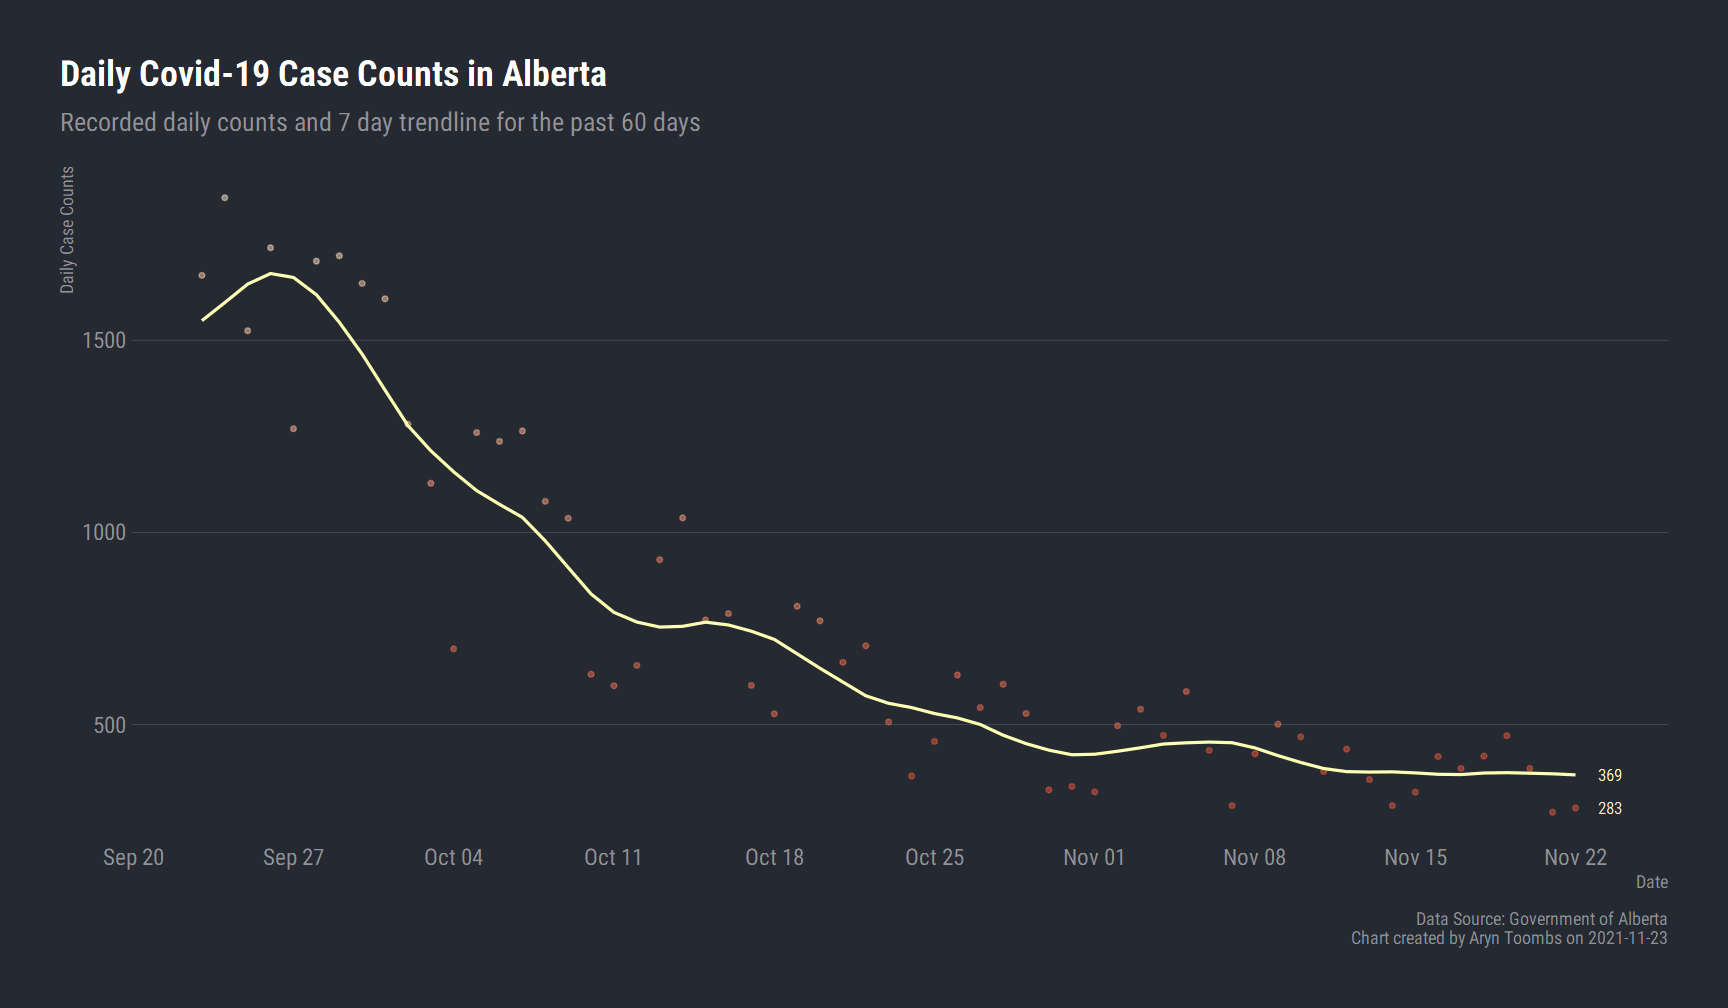 Daily Covid-19 Case Counts in Alberta
Recorded daily counts and 7 day trendline for the past 60 days
Daily Case Counts
1500
1000
500
369
283
Sep 20 Sep 27 Oct 04 Oct 11 Oct 18 Oct 25 Nov 01 Nov 08 Nov 15 Nov 22
Date
Data Source: Government of Alberta
Chart created by Aryn Toombs on 2021-11-23